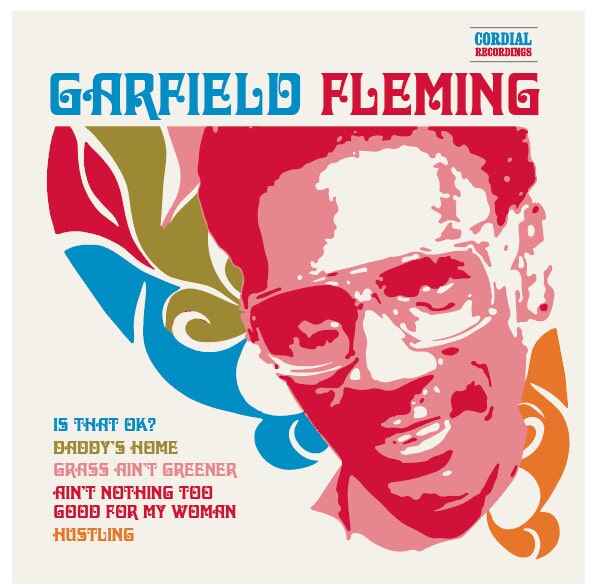 CORDIAL
RECORDINGS
GARFIELD FLEMING
IS THAT OK?
DADDY'S HOME
GRASS AIN'T GREENER
AIN'T NOTHING TOO
GOOD FOR MY WOMAN
HUSTLING